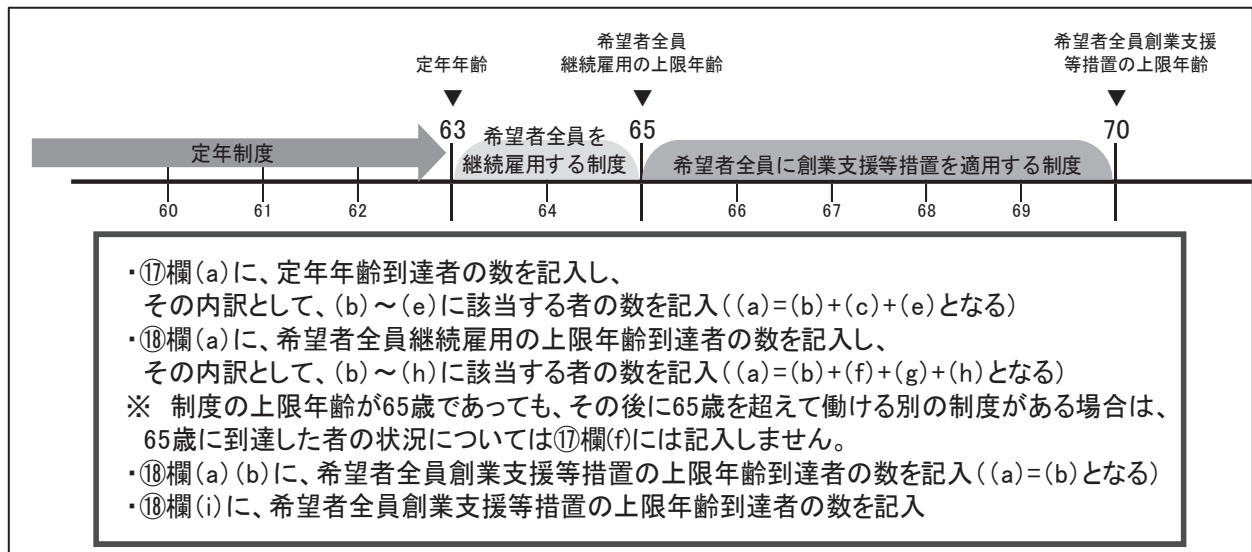 定年年齢
希望者全員
継続雇用の上限年齢
希望者全員創業支援
等措置の上限年齢
▼ ▼ ▼
63 65 70
定年制度
希望者全員を
継続雇用する制度
希望者全員に創業支援等措置を適用する制度
60 61 62 64 66 67 68 69
・⑰欄(a)に、定年年齢到達者の数を記入し、
その内訳として、(b)～(e)に該当する者の数を記入((a)=(b)+(c)+(e)となる)
・⑱欄(a)に、希望者全員継続雇用の上限年齢到達者の数を記入し、
その内訳として、(b)～(h)に該当する者の数を記入((a)=(b)+(f)+(g)+(h)となる)
※ 制度の上限年齢が65歳であっても、その後に65歳を超えて働ける別の制度がある場合は、
65歳に到達した者の状況については⑰欄(f)には記入しません。
・⑱欄(a)(b)に、希望者全員創業支援等措置の上限年齢到達者の数を記入((a)=(b)となる)
・⑱欄(i)に、希望者全員創業支援等措置の上限年齢到達者の数を記入